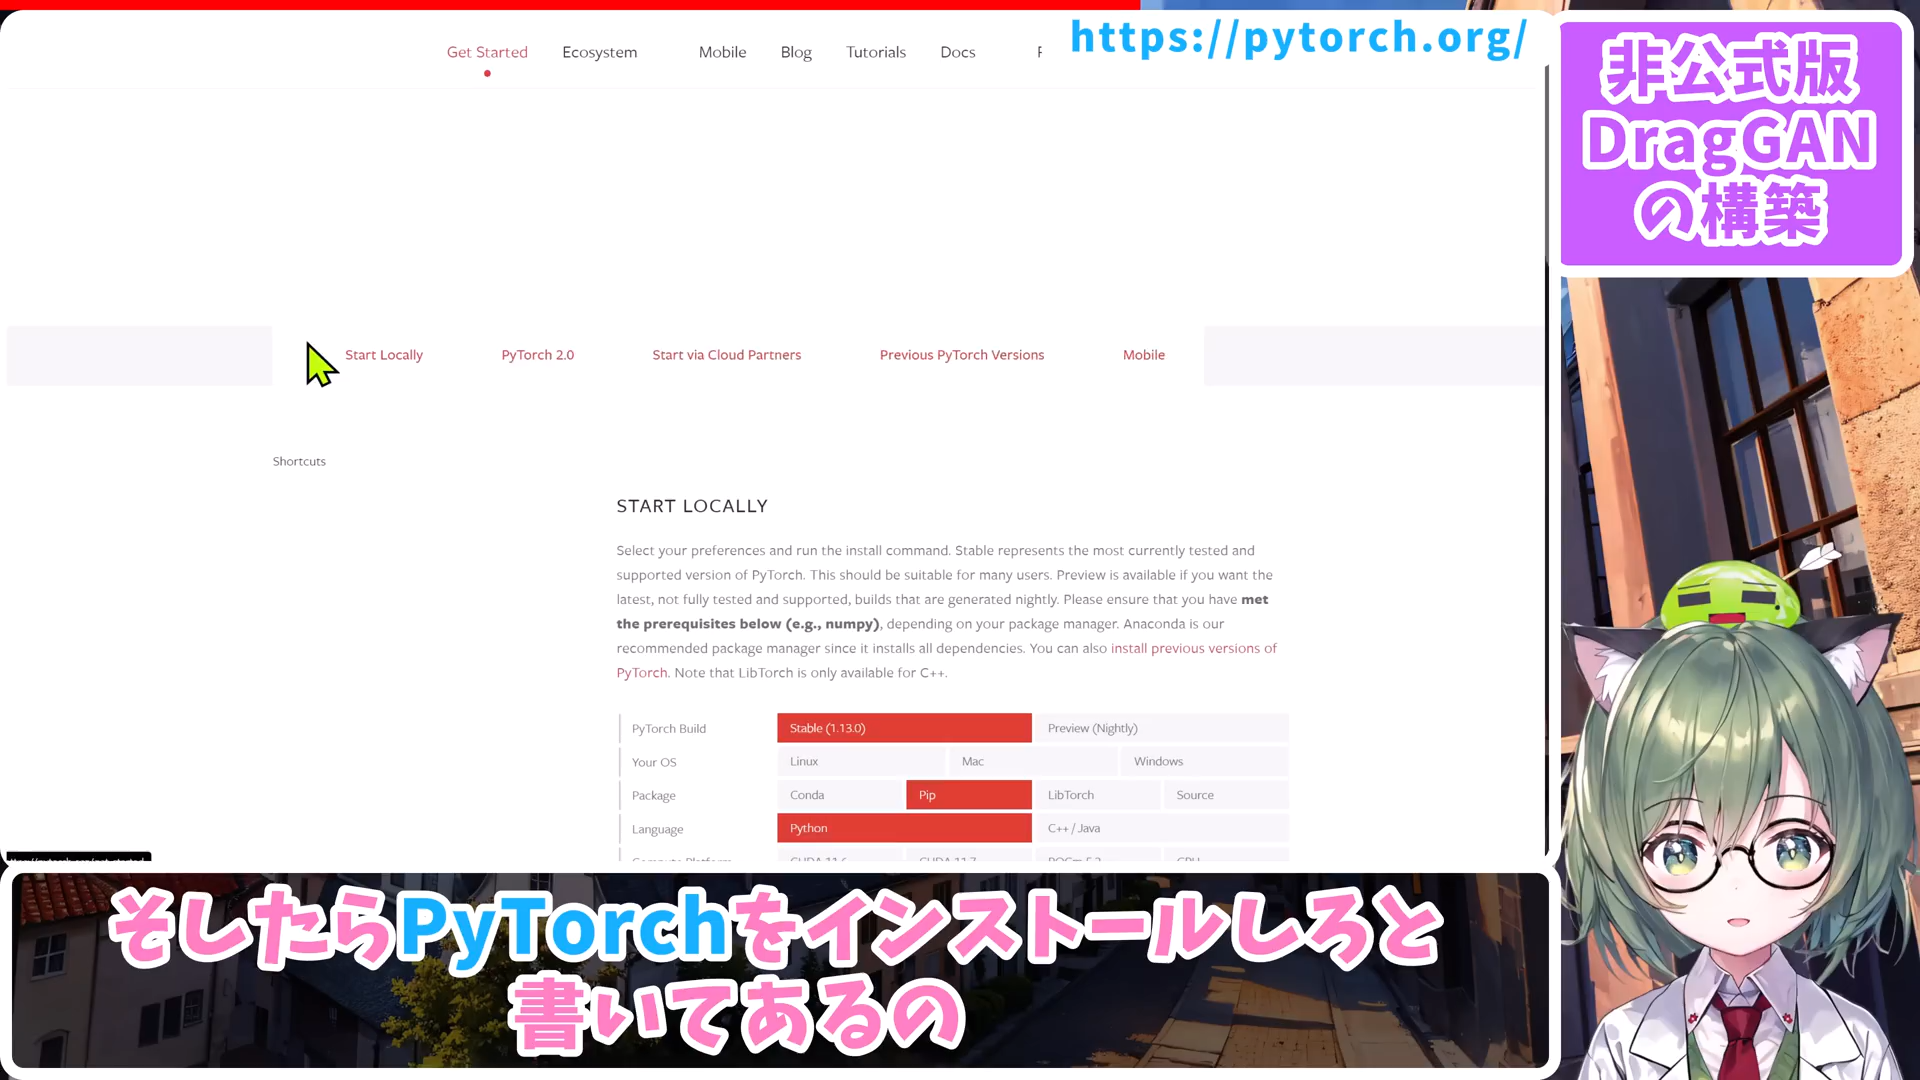 https://pytorch.org/
Get Started
Ecosystem
Mobile
Blog
Tutorials
Docs
非公式版
DragGAN
の構築
Start Locally
PyTorch 2.0
Start via Cloud Partners
Previous PyTorch Versions
Mobile
Shortcuts
START LOCALLY
Select your preferences and run the install command. Stable represents the most currently tested and
supported version of PyTorch. This should be suitable for many users. Preview is available if you want the
latest, not fully tested and supported, builds that are generated nightly. Please ensure that you have met
the prerequisites below (e.g., numpy), depending on your package manager. Anaconda is our
recommended package manager since it installs all dependencies. You can also install previous versions of
PyTorch. Note that LibTorch is only available for C++.
PyTorch Build Stable (1.13.0) Preview (Nightly)
Your OS Linux Mac Windows
Package Conda Pip LibTorch Source
Language Python C++ / Java
そしたらPyTorchをインストールしろと
書いてあるの